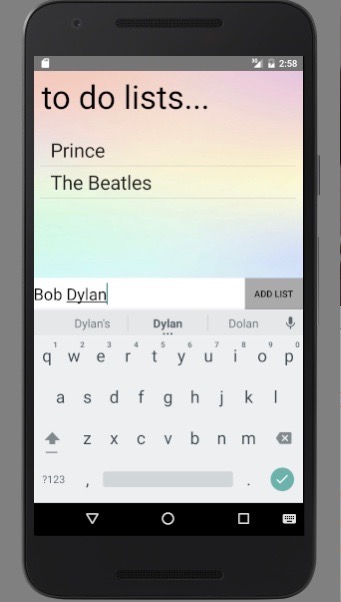 3G 2:58
to do lists...
Prince
The Beatles
Bob Dylan ADD LIST
Dylan's Dylan Dolan
1 2 3 4 5 6 7 8 9 0
q w e r t y u i o p
a s d f g h j k l
z x c v b n m
?123 , .